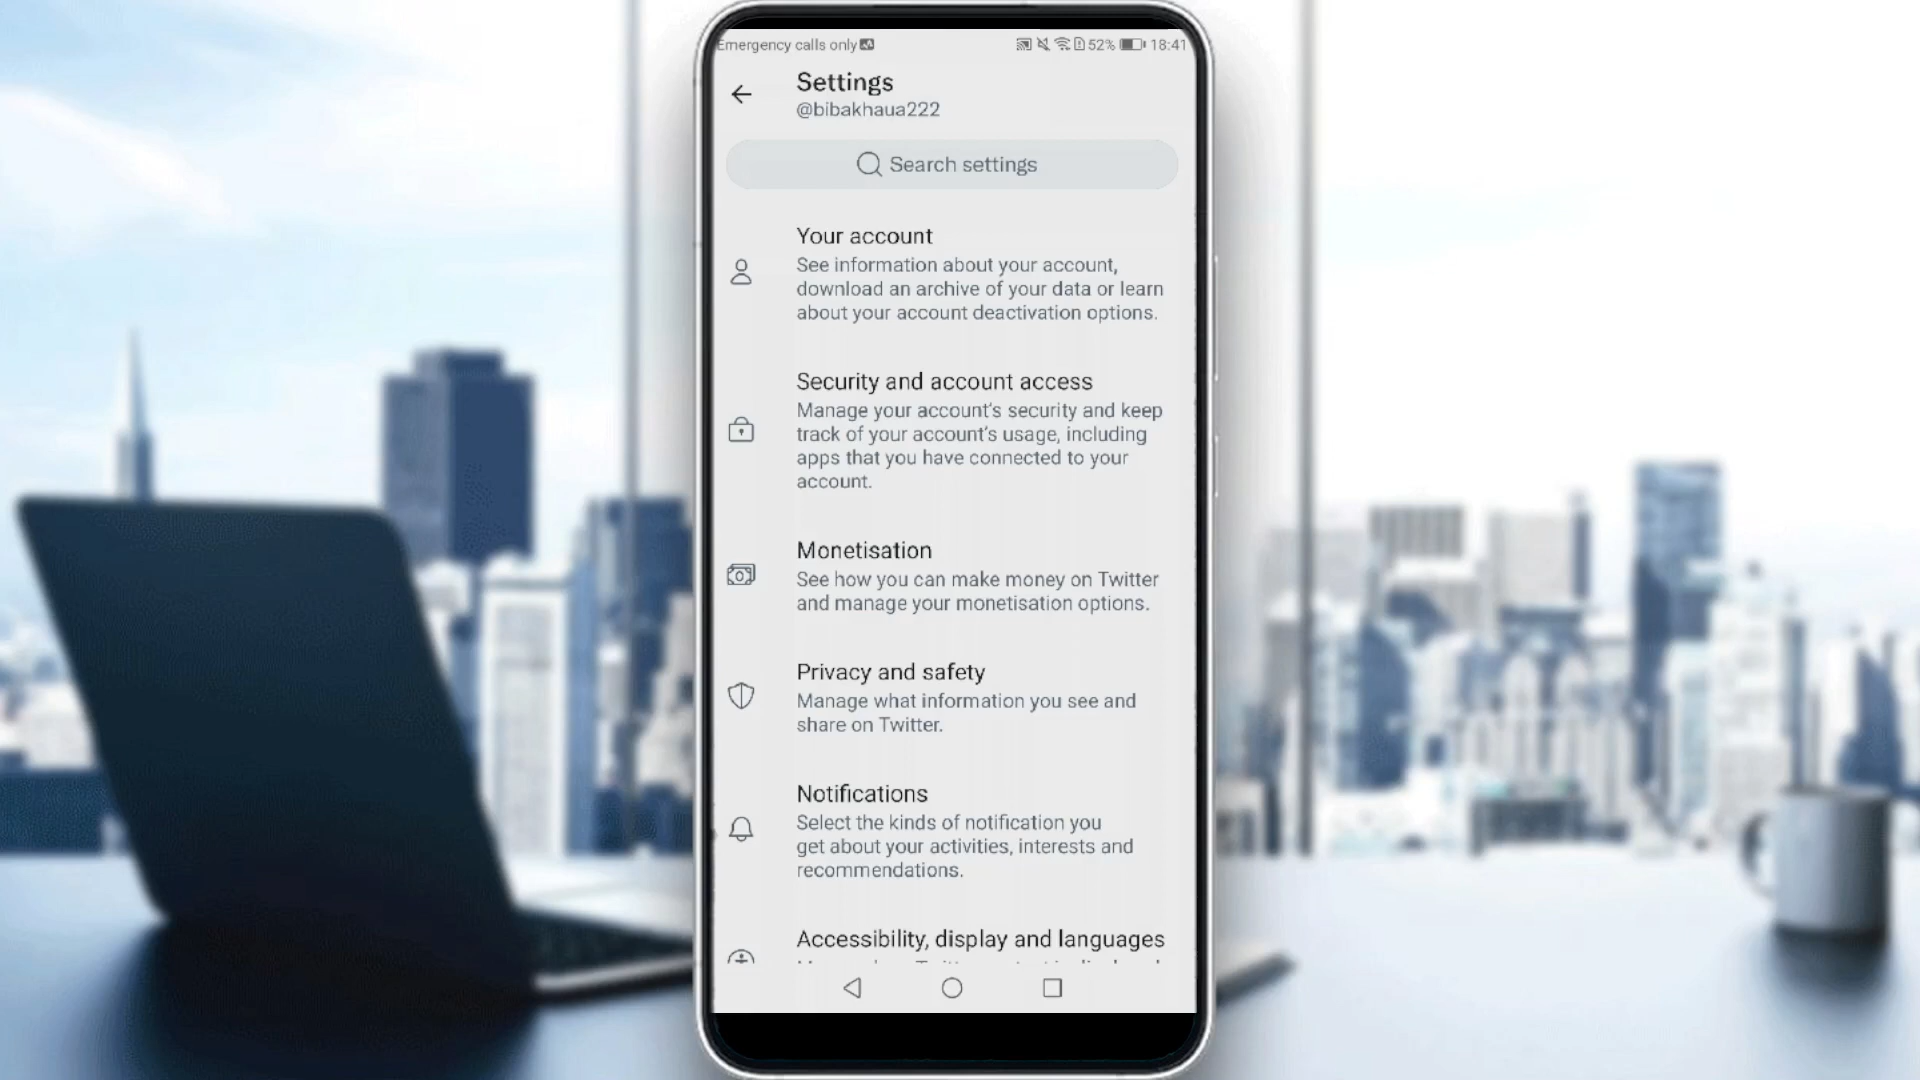 Emergency calls only 52% 18:41
Settings
@bibakhaua222
Search settings
Your account
See information about your account,
download an archive of your data or learn
about your account deactivation options.
Security and account access
Manage your account's security and keep
track of your account's usage, including
apps that you have connected to your
account.
Monetisation
See how you can make money on Twitter
and manage your monetisation options.
Privacy and safety
Manage what information you see and
share on Twitter.
Notifications
Select the kinds of notification you
get about your activities, interests and
recommendations.
Accessibility, display and languages